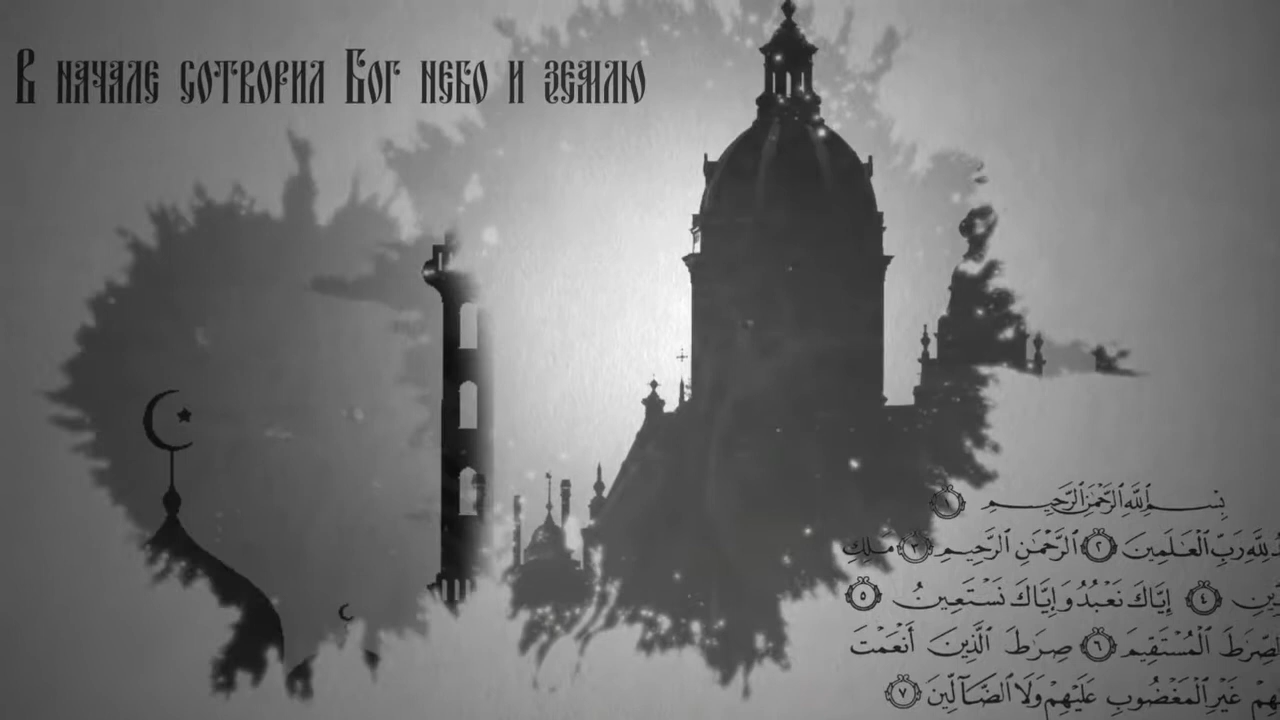 В начале сотворил Бог небо и землю
بِسْمِ ٱللَّهِ ٱلرَّحْمَٰنِ ٱلرَّحِيمِ ١
دُ لِلَّهِ رَبِّ ٱلْعَٰلَمِينَ ٢ ٱلرَّحْمَٰنِ ٱلرَّحِيمِ ٣ مَٰلِكِ
دِّينِ ٤ إِيَّاكَ نَعْبُدُ وَإِيَّاكَ نَسْتَعِينُ ٥
ٱلصِّرَٰطَ ٱلْمُسْتَقِيمَ ٦ صِرَٰطَ ٱلَّذِينَ أَنْعَمْتَ
هِمْ غَيْرِ ٱلْمَغْضُوبِ عَلَيْهِمْ وَلَا ٱلضَّآلِّينَ ٧